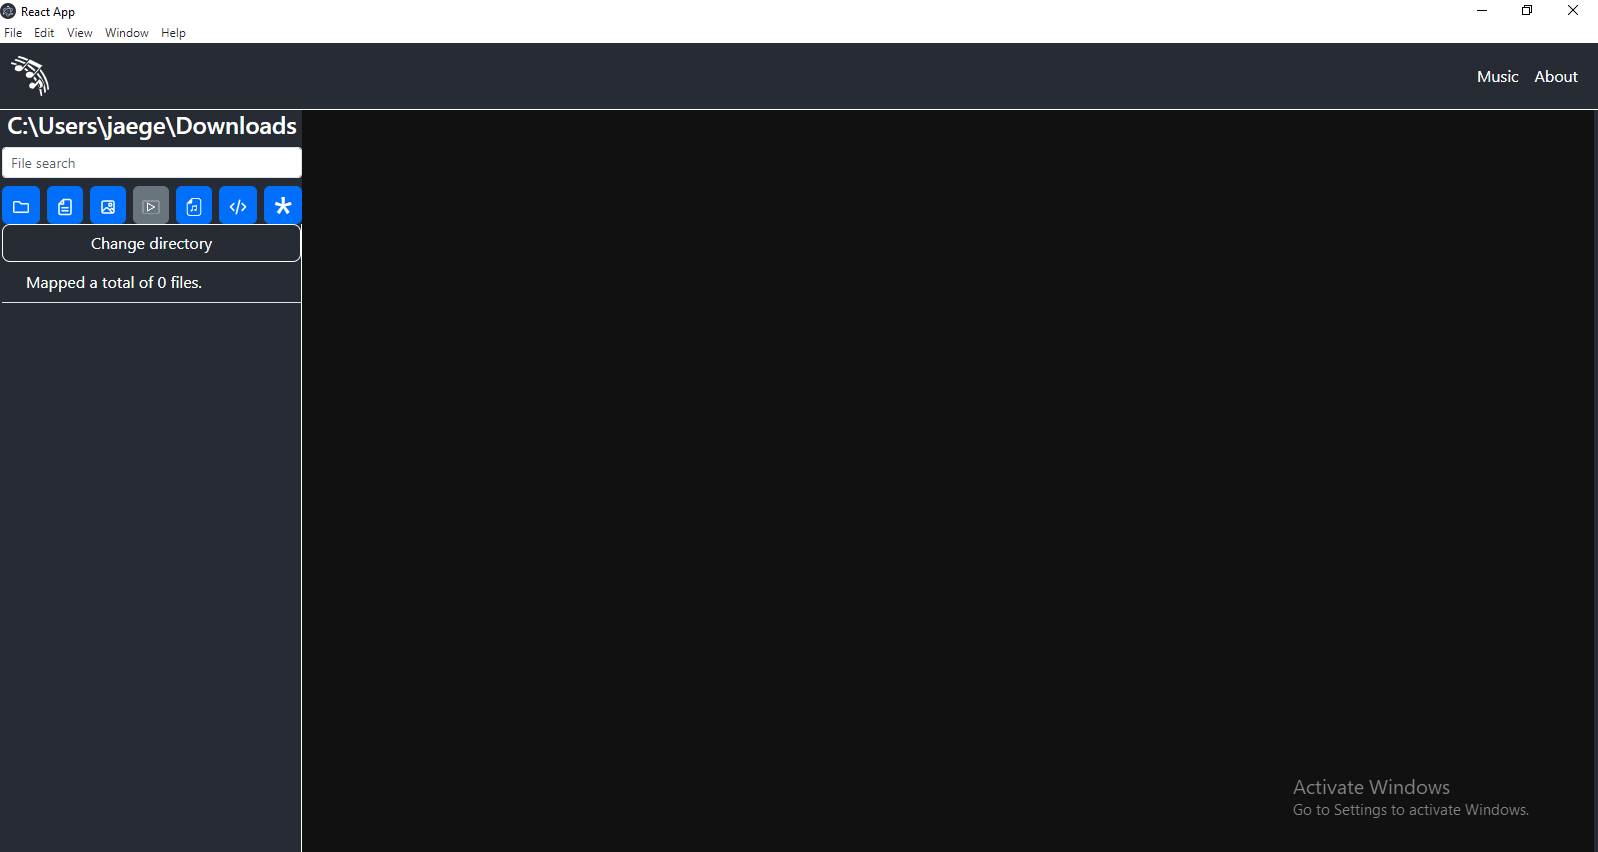 React App
File Edit View Window Help
Music About
C:\Users\jaege\Downloads
File search
Change directory
Mapped a total of 0 files.
Activate Windows
Go to Settings to activate Windows.